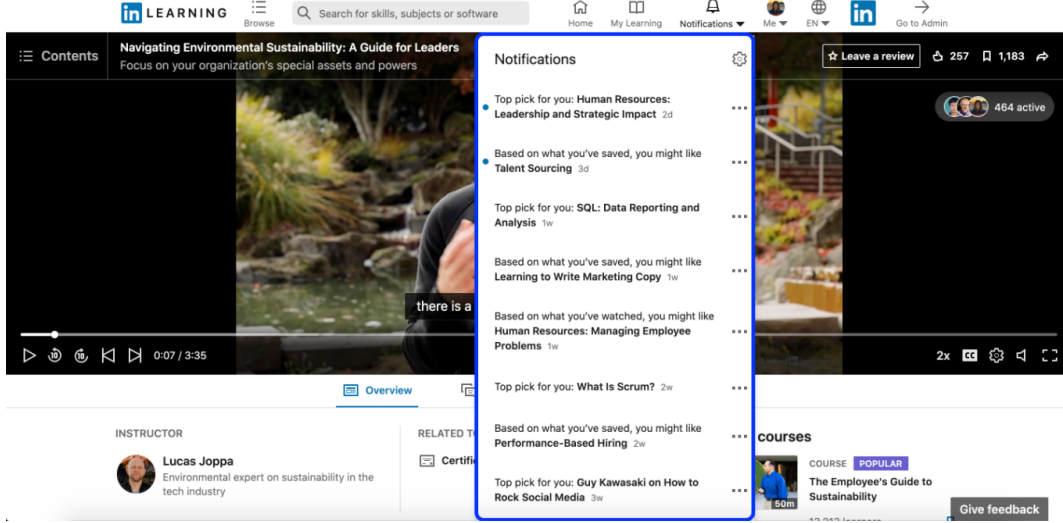 in LEARNING
Browse
Search for skills, subjects or software
Home
My Learning
Notifications
Me
EN
in
Go to Admin
Contents
Navigating Environmental Sustainability: A Guide for Leaders
Focus on your organization's special assets and powers
Leave a review
257
1,183
464 active
Notifications
Top pick for you: Human Resources:
Leadership and Strategic Impact 2d
Based on what you've saved, you might like
Talent Sourcing 3d
Top pick for you: SQL: Data Reporting and
Analysis 1w
Based on what you've saved, you might like
Learning to Write Marketing Copy 1w
Based on what you've watched, you might like
Human Resources: Managing Employee
Problems 1w
Top pick for you: What Is Scrum? 2w
Based on what you've saved, you might like
Performance-Based Hiring 2w
Top pick for you: Guy Kawasaki on How to
Rock Social Media 3w
there is a
10
10
0:07 / 3:35
2x
CC
Overview
INSTRUCTOR
Lucas Joppa
Environmental expert on sustainability in the
tech industry
RELATED T
Certifi
courses
50m
COURSE POPULAR
The Employee's Guide to
Sustainability
Give feedback